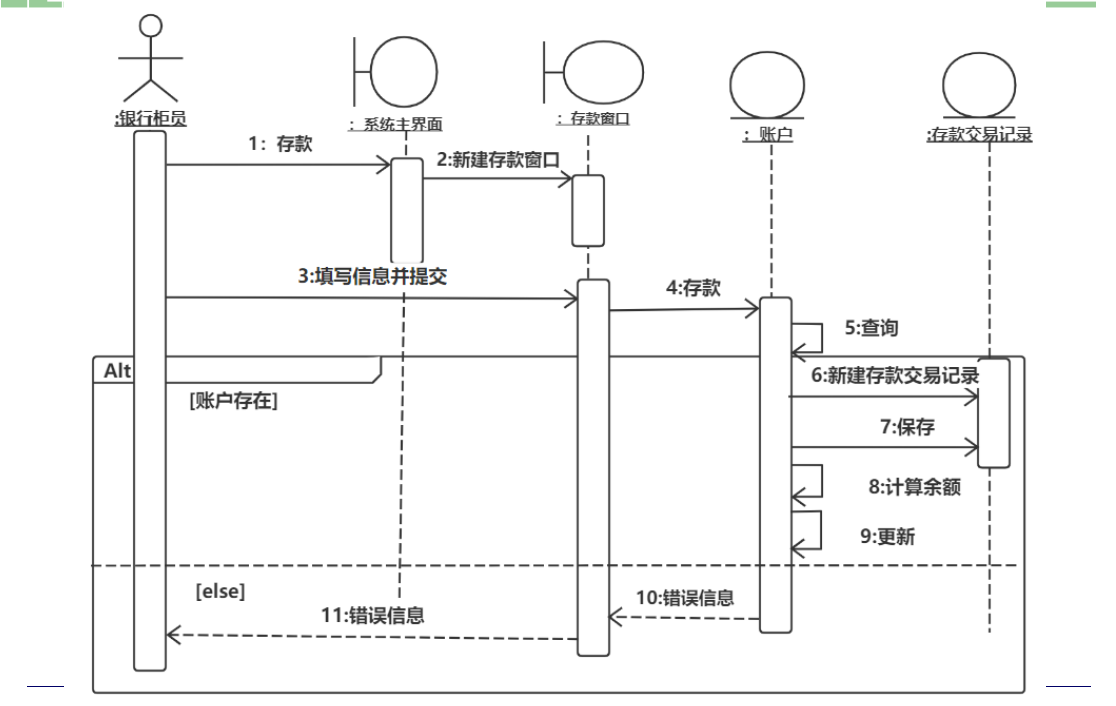 :银行柜员
：系统主界面
：存款窗口
：账户
:存款交易记录
1：存款
2:新建存款窗口
3:填写信息并提交
4:存款
5:查询
Alt
6:新建存款交易记录
[账户存在]
7:保存
8:计算余额
9:更新
[else]
10:错误信息
11:错误信息